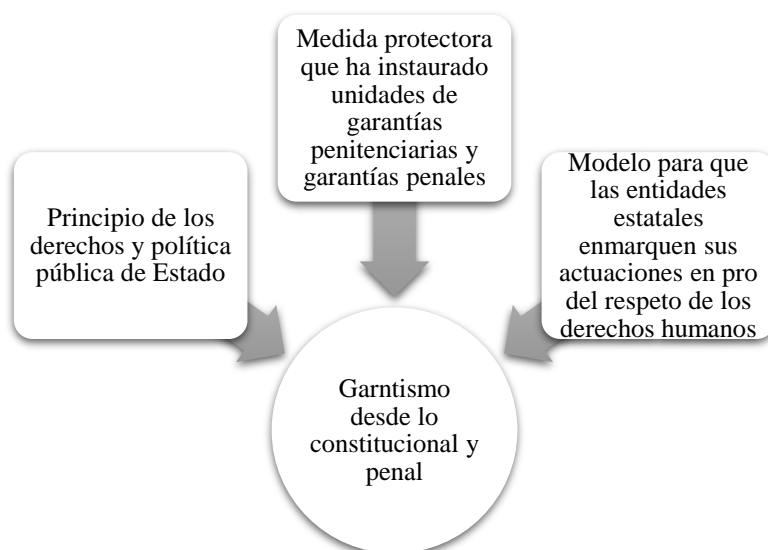 Medida protectora
que ha instaurado
unidades de
garantías
penitenciarias y
garantías penales
Principio de los
derechos y política
pública de Estado
Modelo para que
las entidades
estatales
enmarquen sus
actuaciones en pro
del respeto de los
derechos humanos
Garntismo
desde lo
constitucional y
penal